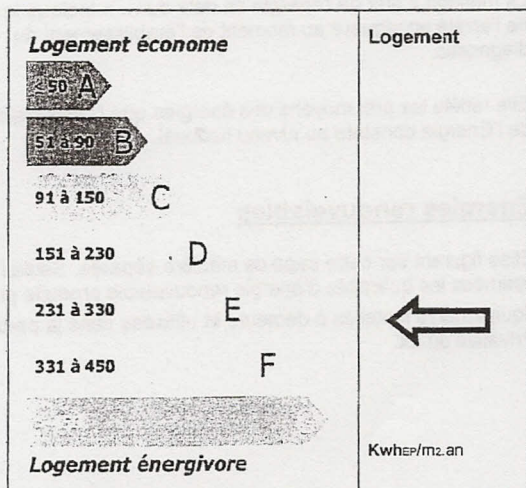 Logement économe
Logement
≤ 50 A
51 à 90 B
91 à 150 C
151 à 230 D
231 à 330 E
331 à 450 F
KwhEP/m2.an
Logement énergivore